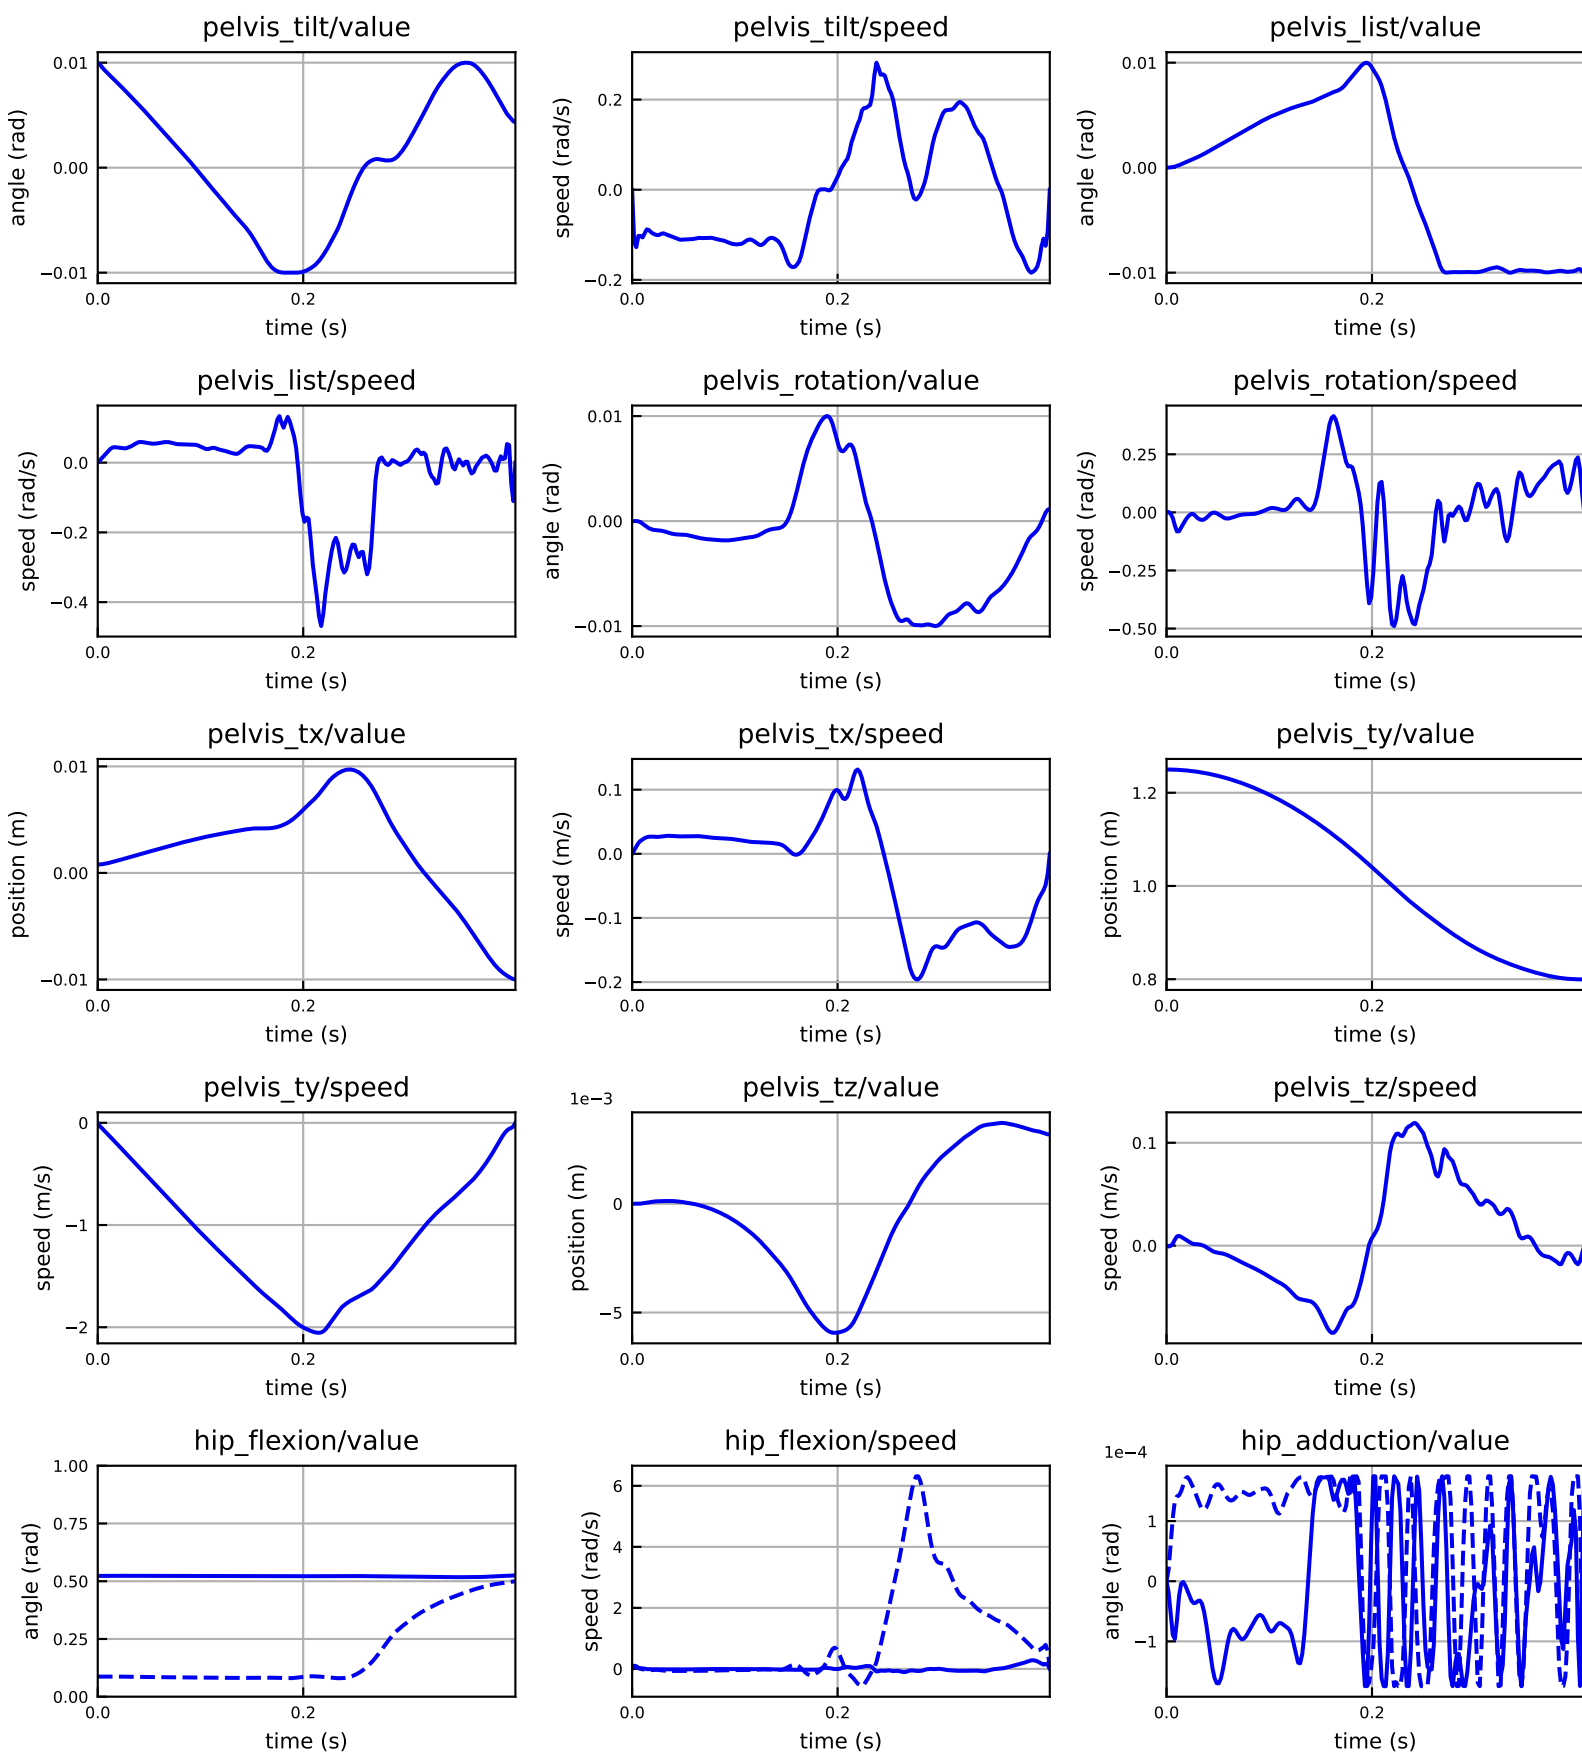 pelvis_tilt/value
0.01
0.00
−0.01
angle (rad)
0.0
0.2
time (s)
pelvis_tilt/speed
0.2
0.0
−0.2
speed (rad/s)
0.0
0.2
time (s)
pelvis_list/value
0.01
0.00
−0.01
angle (rad)
0.0
0.2
time (s)
pelvis_list/speed
0.0
−0.2
−0.4
speed (rad/s)
0.0
0.2
time (s)
pelvis_rotation/value
0.01
0.00
−0.01
angle (rad)
0.0
0.2
time (s)
pelvis_rotation/speed
0.25
0.00
−0.25
−0.50
speed (rad/s)
0.0
0.2
time (s)
pelvis_tx/value
0.01
0.00
−0.01
position (m)
0.0
0.2
time (s)
pelvis_tx/speed
0.1
0.0
−0.1
−0.2
speed (m/s)
0.0
0.2
time (s)
pelvis_ty/value
1.2
1.0
0.8
position (m)
0.0
0.2
time (s)
pelvis_ty/speed
0
−1
−2
speed (m/s)
0.0
0.2
time (s)
pelvis_tz/value
1e−3
0
−5
position (m)
0.0
0.2
time (s)
pelvis_tz/speed
0.1
0.0
speed (m/s)
0.0
0.2
time (s)
hip_flexion/value
1.00
0.75
0.50
0.25
0.00
angle (rad)
0.0
0.2
time (s)
hip_flexion/speed
6
4
2
0
speed (rad/s)
0.0
0.2
time (s)
hip_adduction/value
1e−4
1
0
−1
angle (rad)
0.0
0.2
time (s)